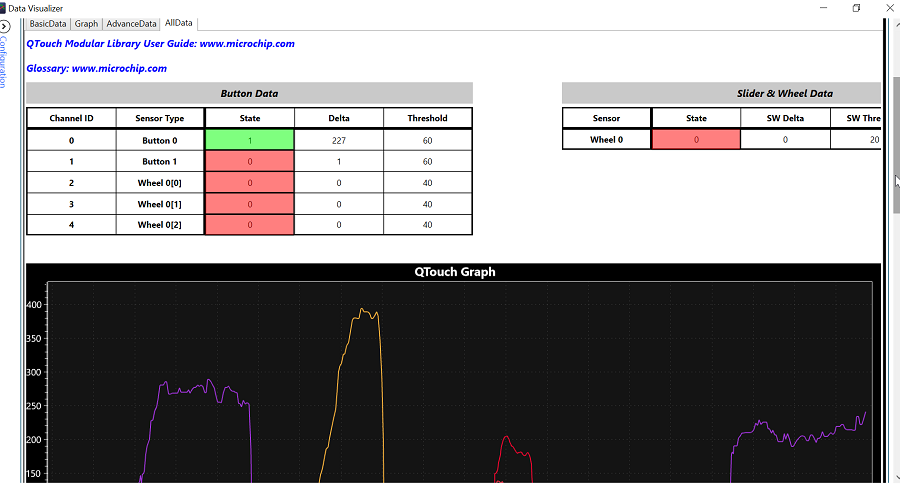 Data Visualizer
BasicData Graph AdvanceData AllData
Configuration
QTouch Modular Library User Guide: www.microchip.com
Glossary: www.microchip.com
Button Data
Channel ID Sensor Type State Delta Threshold
0 Button 0 1 227 60
1 Button 1 0 1 60
2 Wheel 0[0] 0 0 40
3 Wheel 0[1] 0 0 40
4 Wheel 0[2] 0 0 40
Slider & Wheel Data
Sensor State SW Delta SW Thre
Wheel 0 0 0 20
QTouch Graph
400
350
300
250
200
150